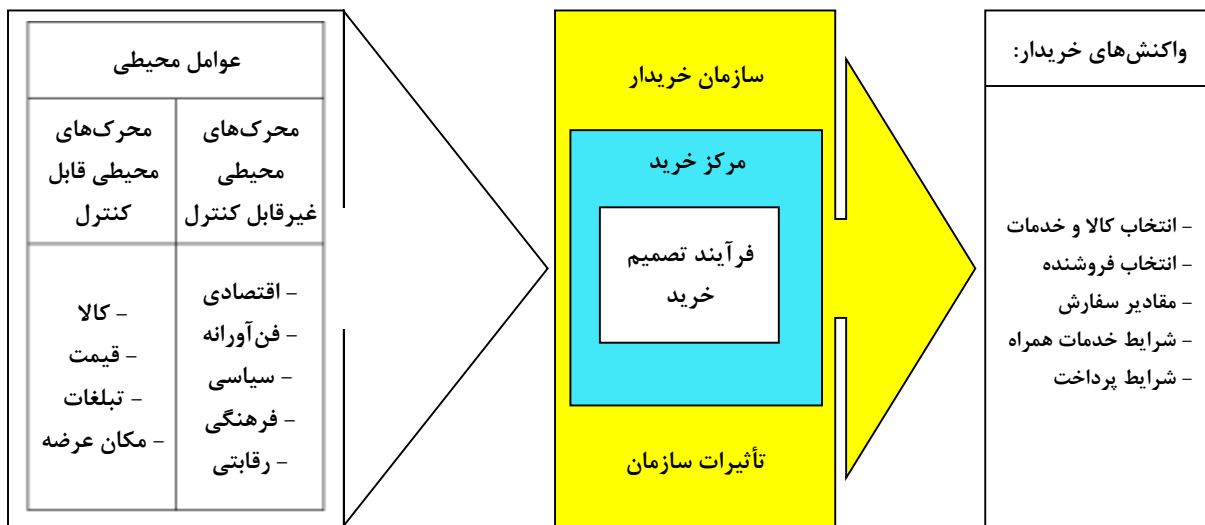 عوامل محیطی
محرک‌های
محیطی
غیرقابل کنترل
محرک‌های
محیطی قابل
کنترل
– اقتصادی
– فن‌آورانه
– سیاسی
– فرهنگی
– رقابتی
– کالا
– قیمت
– تبلغات
– مکان عرضه
سازمان خریدار
مرکز خرید
فرآیند تصمیم
خرید
تأثیرات سازمان
واکنش‌های خریدار:
– انتخاب کالا و خدمات
– انتخاب فروشنده
– مقادیر سفارش
– شرایط خدمات همراه
– شرایط پرداخت